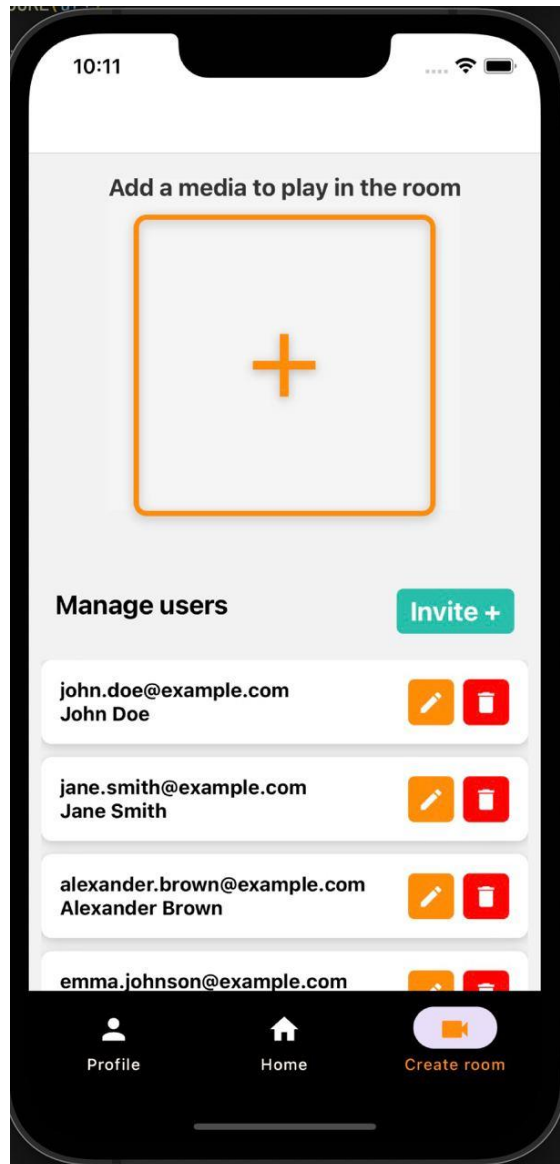 10:11
Add a media to play in the room
Manage users
Invite +
john.doe@example.com
John Doe
jane.smith@example.com
Jane Smith
alexander.brown@example.com
Alexander Brown
emma.johnson@example.com
Profile
Home
Create room